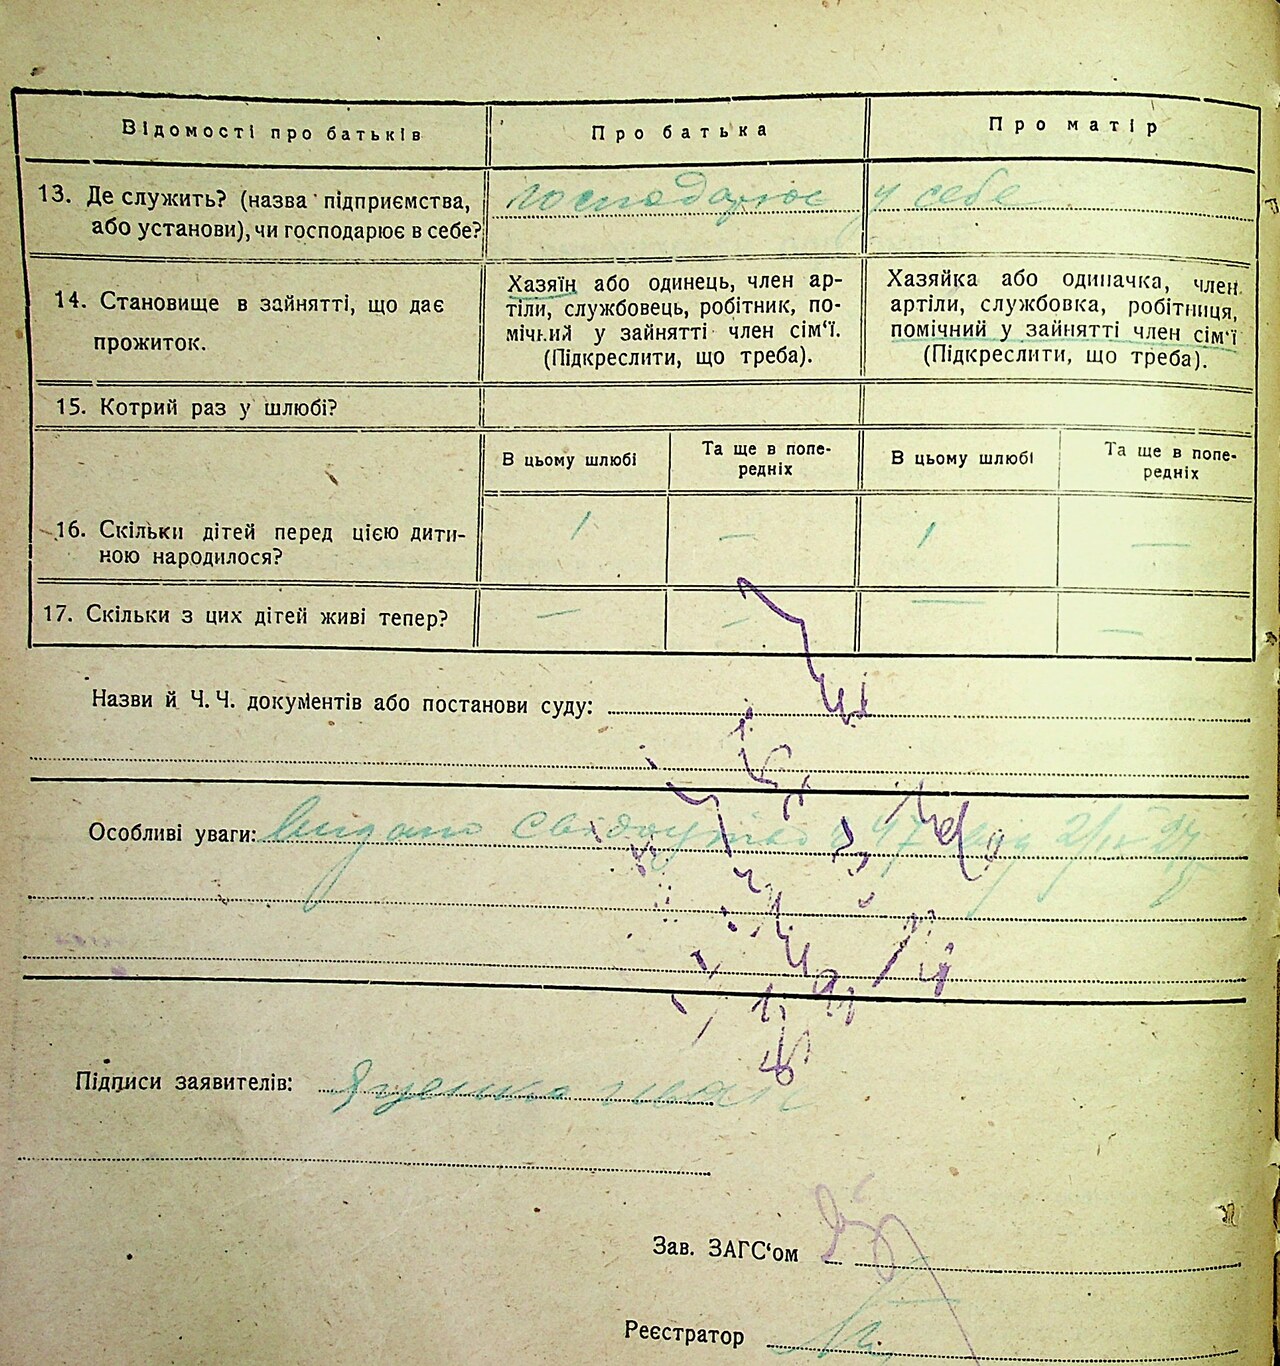 Відомості про батьків Про батька Про матір
13. Де служить? (назва підприємства, господарює у себе
або установи), чи господарює в себе?
14. Становище в зайнятті, що дає
прожиток.
Хазяїн або одинець, член ар-
тіли, службовець, робітник, по-
мічний у зайнятті член сім‘ї.
(Підкреслити, що треба).
Хазяйка або одиначка, член
артіли, службовка, робітниця,
помічний у зайнятті член сім‘ї
(Підкреслити, що треба).
15. Котрий раз у шлюбі?
В цьому шлюбі
Та ще в попе-
редніх
В цьому шлюбі
Та ще в попе-
редніх
16. Скільки дітей перед цією дити- 1 — 1 —
ною народилося?
17. Скільки з цих дітей живі тепер? — — — —
Назви й Ч. Ч. документів або постанови суду:
Особливі уваги: видано 47
Підписи заявителів: Яценко Иван
Зав. ЗАГС‘ом
Реєстратор